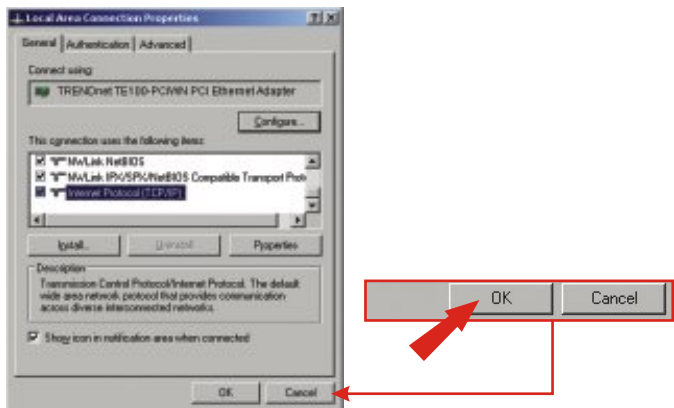 Local Area Connection Properties
General Authentication Advanced
Connect using:
TRENDnet TE100-PCIWN PCI Ethernet Adapter
Configure...
This connection uses the following items:
NWLink NetBIOS
NWLink IPX/SPX/NetBIOS Compatible Transport Proto
Internet Protocol (TCP/IP)
Install... Uninstall Properties
Description
Transmission Control Protocol/Internet Protocol. The default
wide area network protocol that provides communication
across diverse interconnected networks.
Show icon in notification area when connected
OK Cancel
OK Cancel